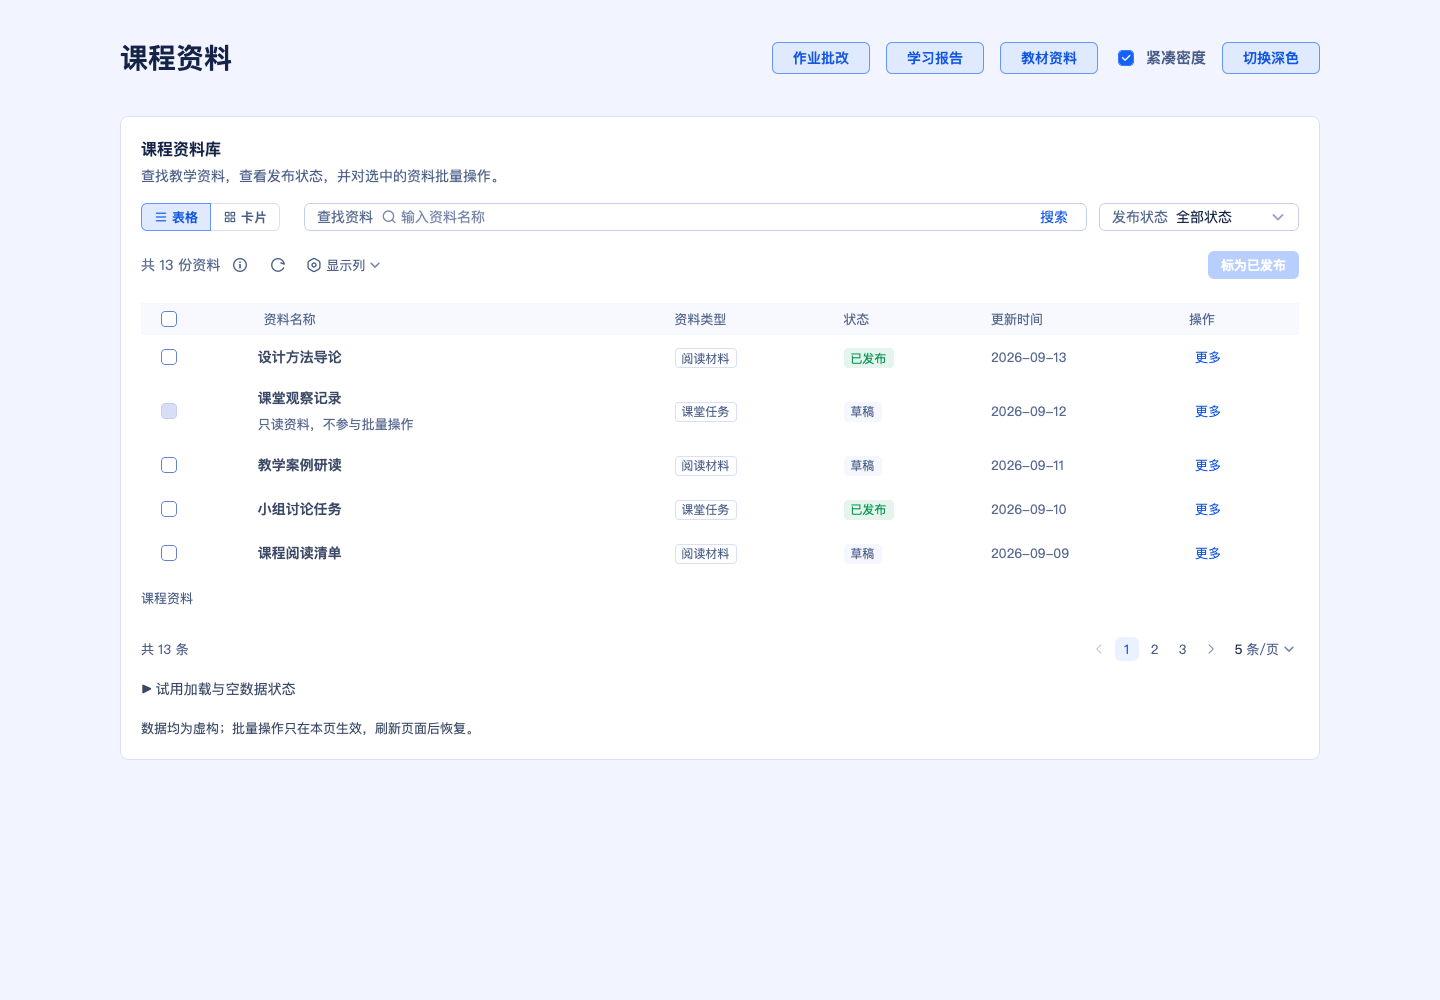 课程资料
作业批改 学习报告 教材资料 紧凑密度 切换深色
课程资料库
查找教学资料，查看发布状态，并对选中的资料批量操作。
表格 卡片 查找资料 输入资料名称 搜索 发布状态 全部状态
共 13 份资料 显示列 标为已发布
资料名称 资料类型 状态 更新时间 操作
设计方法导论 阅读材料 已发布 2026-09-13 更多
课堂观察记录
只读资料，不参与批量操作 课堂任务 草稿 2026-09-12 更多
教学案例研读 阅读材料 草稿 2026-09-11 更多
小组讨论任务 课堂任务 已发布 2026-09-10 更多
课程阅读清单 阅读材料 草稿 2026-09-09 更多
课程资料
共 13 条 1 2 3 5 条/页
试用加载与空数据状态
数据均为虚构；批量操作只在本页生效，刷新页面后恢复。